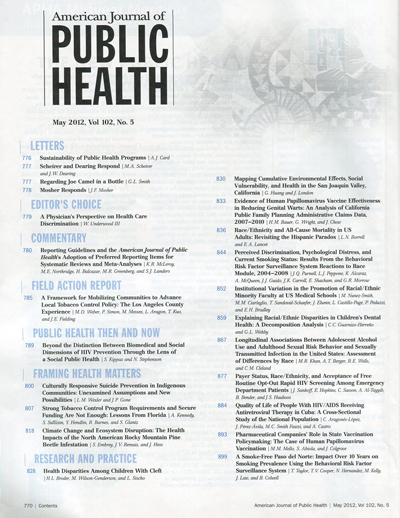 American Journal of
PUBLIC
HEALTH
May 2012, Vol 102, No. 5
LETTERS
776 Sustainability of Public Health Programs | A.J. Card
777 Scheirer and Dearing Respond | M.A. Scheirer
and J.W. Dearing
777 Regarding Joe Camel in a Bottle | G.L. Smith
778 Mosher Responds | J.F. Mosher
EDITOR'S CHOICE
779 A Physician's Perspective on Health Care
Discrimination | W. Underwood III
COMMENTARY
780 Reporting Guidelines and the American Journal of Public
Health's Adoption of Preferred Reporting Items for
Systematic Reviews and Meta-Analyses | K.R. McLeroy,
M.E. Northridge, H. Balcazar, M.R. Greenberg, and S.J. Landers
FIELD ACTION REPORT
785 A Framework for Mobilizing Communities to Advance
Local Tobacco Control Policy: The Los Angeles County
Experience | M.D. Weber, P. Simon, M. Messex, L. Aragon, T. Kuo,
and J.E. Fielding
PUBLIC HEALTH THEN AND NOW
789 Beyond the Distinction Between Biomedical and Social
Dimensions of HIV Prevention Through the Lens of
a Social Public Health | S. Kippax and N. Stephenson
FRAMING HEALTH MATTERS
800 Culturally Responsive Suicide Prevention in Indigenous
Communities: Unexamined Assumptions and New
Possibilities | L.M. Wexler and J.P. Gone
807 Strong Tobacco Control Program Requirements and Secure
Funding Are Not Enough: Lessons From Florida | A. Kennedy,
S. Sullivan, Y. Hendlin, R. Barnes, and S. Glantz
818 Climate Change and Ecosystem Disruption: The Health
Impacts of the North American Rocky Mountain Pine
Beetle Infestation | S. Embrey, J.V. Remais, and J. Hess
RESEARCH AND PRACTICE
828 Health Disparities Among Children With Cleft
| H.L. Broder, M. Wilson-Genderson, and L. Sischo
830 Mapping Cumulative Environmental Effects, Social
Vulnerability, and Health in the San Joaquin Valley,
California | G. Huang and J. London
833 Evidence of Human Papillomavirus Vaccine Effectiveness
in Reducing Genital Warts: An Analysis of California
Public Family Planning Administrative Claims Data,
2007–2010 | H.M. Bauer, G. Wright, and J. Chow
836 Race/Ethnicity and All-Cause Mortality in US
Adults: Revisiting the Hispanic Paradox | L.N. Borrell
and E.A. Lancet
844 Perceived Discrimination, Psychological Distress, and
Current Smoking Status: Results From the Behavioral
Risk Factor Surveillance System Reactions to Race
Module, 2004–2008 | J.Q. Purnell, L.J. Peppone, K. Alcaraz,
A. McQueen, J.J. Guido, J.K. Carroll, E. Shacham, and G.R. Morrow
852 Institutional Variation in the Promotion of Racial/Ethnic
Minority Faculty at US Medical Schools | M. Nunez-Smith,
M.M. Ciarleglio, T. Sandoval-Schaefer, J. Elumn, L. Castillo-Page, P. Peduzzi,
and E.H. Bradley
859 Explaining Racial/Ethnic Disparities in Children's Dental
Health: A Decomposition Analysis | C.C. Guarnizo-Herreño
and G.L. Wehby
867 Longitudinal Associations Between Adolescent Alcohol
Use and Adulthood Sexual Risk Behavior and Sexually
Transmitted Infection in the United States: Assessment
of Differences by Race | M.R. Khan, A.T. Berger, B.E. Wells,
and C.M. Cleland
877 Payer Status, Race/Ethnicity, and Acceptance of Free
Routine Opt-Out Rapid HIV Screening Among Emergency
Department Patients | J. Sankoff, E. Hopkins, C. Sasson, A. Al-Tayyib,
B. Bender, and J.S. Haukoos
884 Quality of Life of People With HIV/AIDS Receiving
Antiretroviral Therapy in Cuba: A Cross-Sectional
Study of the National Population | C. Aragonés-López,
J. Pérez-Ávila, M.C. Smith Fawzi, and A. Castro
893 Pharmaceutical Companies' Role in State Vaccination
Policymaking: The Case of Human Papillomavirus
Vaccination | M.M. Mello, S. Abiola, and J. Colgrove
899 A Smoke-Free Paso del Norte: Impact Over 10 Years on
Smoking Prevalence Using the Behavioral Risk Factor
Surveillance System | T. Taylor, T.V. Cooper, N. Hernandez, M. Kelly,
J. Law, and B. Colwell
770 | Contents
American Journal of Public Health | May 2012, Vol 102, No. 5